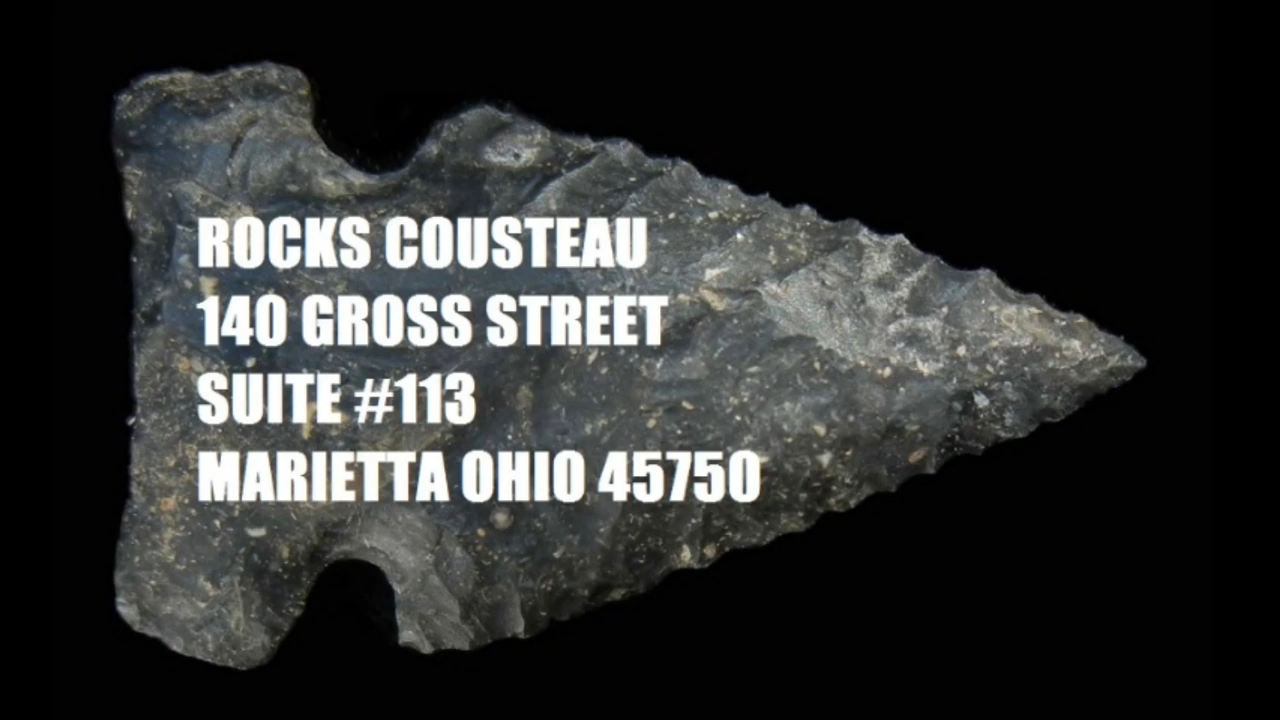 ROCKS COUSTEAU
140 GROSS STREET
SUITE #113
MARIETTA OHIO 45750